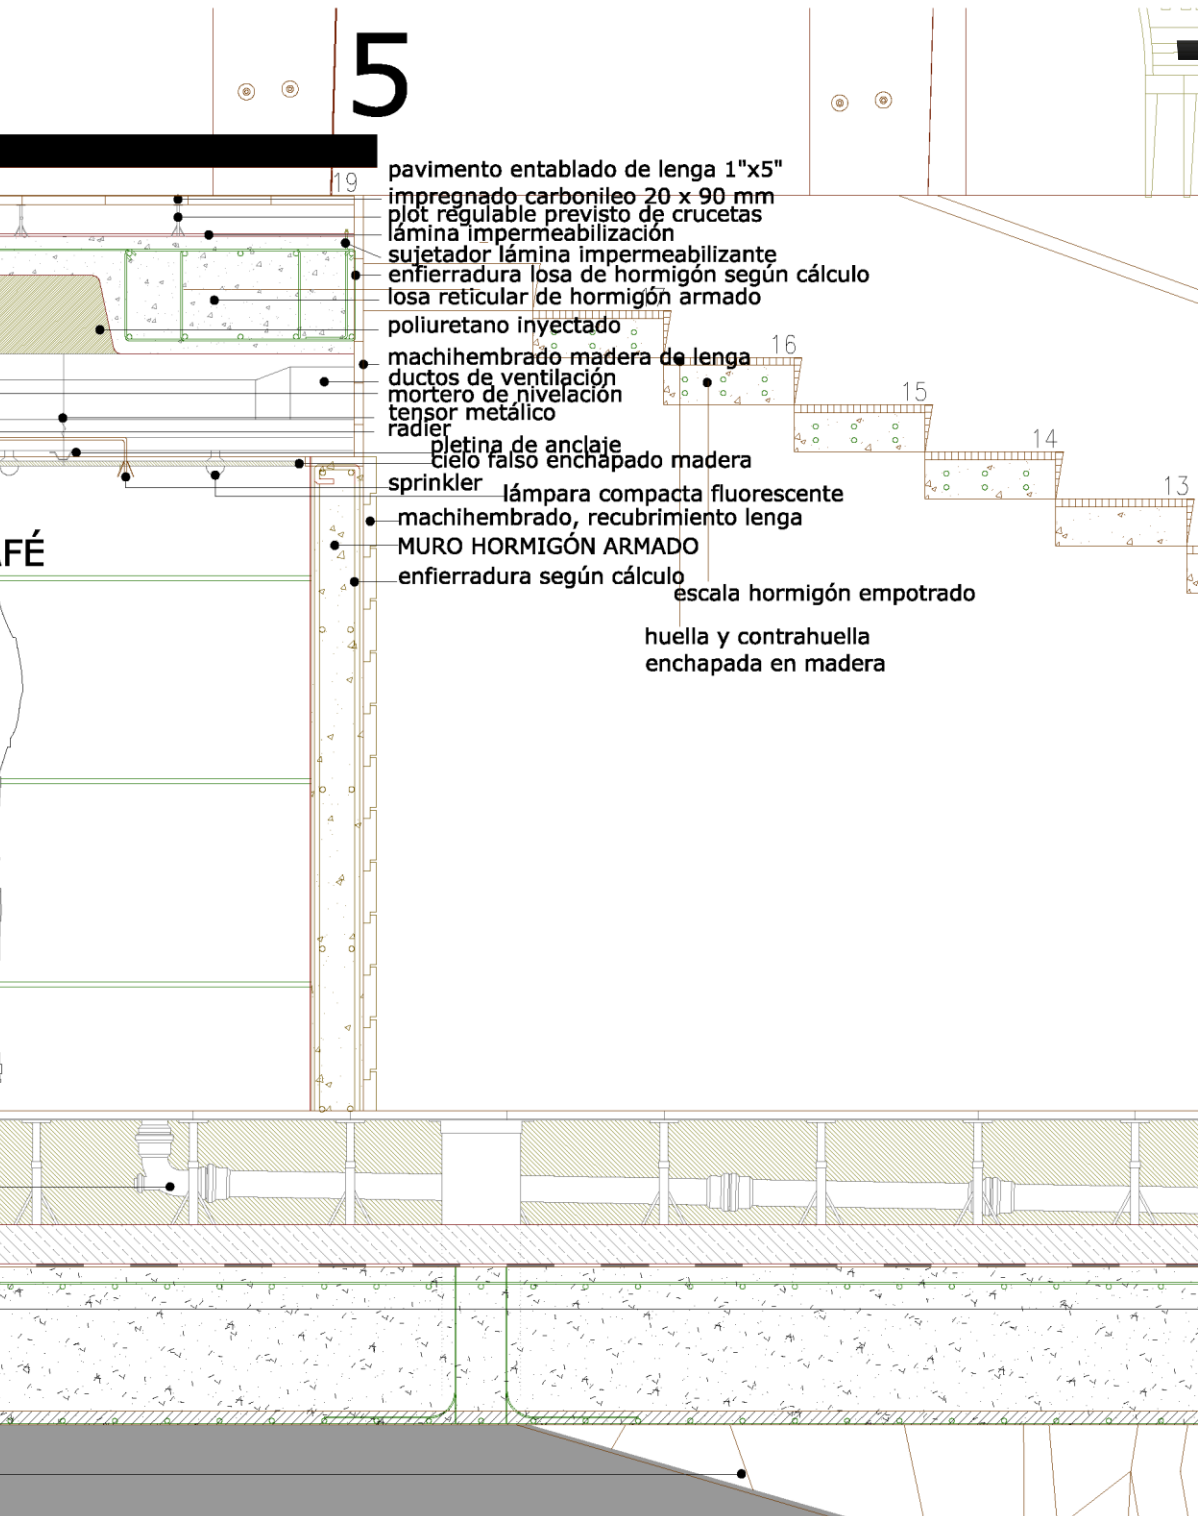 5
pavimento entablado de lenga 1"x5"
19
impregnado carbonileo 20 x 90 mm
plot regulable previsto de crucetas
lámina impermeabilización
sujetador lámina impermeabilizante
enfierradura losa de hormigón según cálculo
losa reticular de hormigón armado
17
poliuretano inyectado
16
machihembrado madera de lenga
ductos de ventilación
15
mortero de nivelación
tensor metálico
radier
14
pletina de anclaje
cielo falso enchapado madera
sprinkler
13
lámpara compacta fluorescente
machihembrado, recubrimiento lenga
MURO HORMIGÓN ARMADO
AFÉ
enfierradura según cálculo
escala hormigón empotrado
huella y contrahuella
enchapada en madera